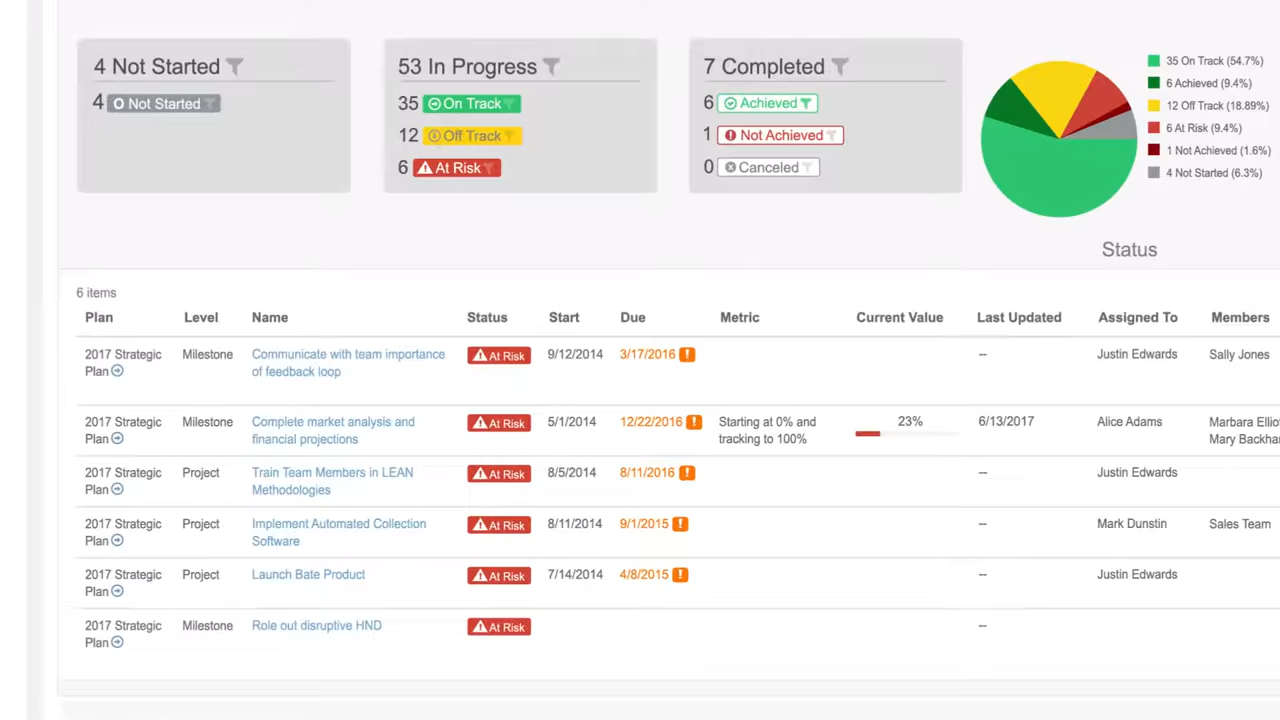 4 Not Started
4 Not Started
53 In Progress
35 On Track
12 Off Track
6 At Risk
7 Completed
6 Achieved
1 Not Achieved
0 Canceled
35 On Track (54.7%)
6 Achieved (9.4%)
12 Off Track (18.89%)
6 At Risk (9.4%)
1 Not Achieved (1.6%)
4 Not Started (6.3%)
Status
6 items
Plan Level Name Status Start Due Metric Current Value Last Updated Assigned To Members
2017 Strategic Milestone Communicate with team importance At Risk 9/12/2014 3/17/2016 -- Justin Edwards Sally Jones
Plan of feedback loop
2017 Strategic Milestone Complete market analysis and At Risk 5/1/2014 12/22/2016 Starting at 0% and 23% 6/13/2017 Alice Adams Marbara Ellio
Plan financial projections tracking to 100% Mary Backha
2017 Strategic Project Train Team Members in LEAN At Risk 8/5/2014 8/11/2016 -- Justin Edwards
Plan Methodologies
2017 Strategic Project Implement Automated Collection At Risk 8/11/2014 9/1/2015 -- Mark Dunstin Sales Team
Plan Software
2017 Strategic Project Launch Bate Product At Risk 7/14/2014 4/8/2015 -- Justin Edwards
Plan
2017 Strategic Milestone Role out disruptive HND At Risk --
Plan